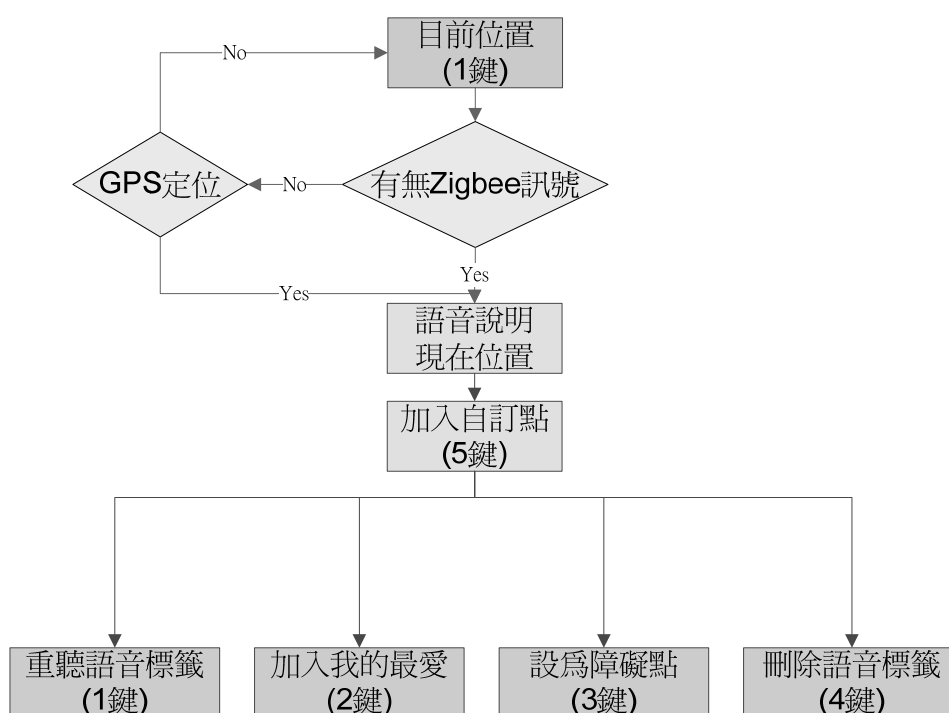 目前位置
(1鍵)
No
GPS定位
No
有無Zigbee訊號
Yes
Yes
語音說明
現在位置
加入自訂點
(5鍵)
重聽語音標籤
(1鍵)
加入我的最愛
(2鍵)
設爲障礙點
(3鍵)
刪除語音標籤
(4鍵)